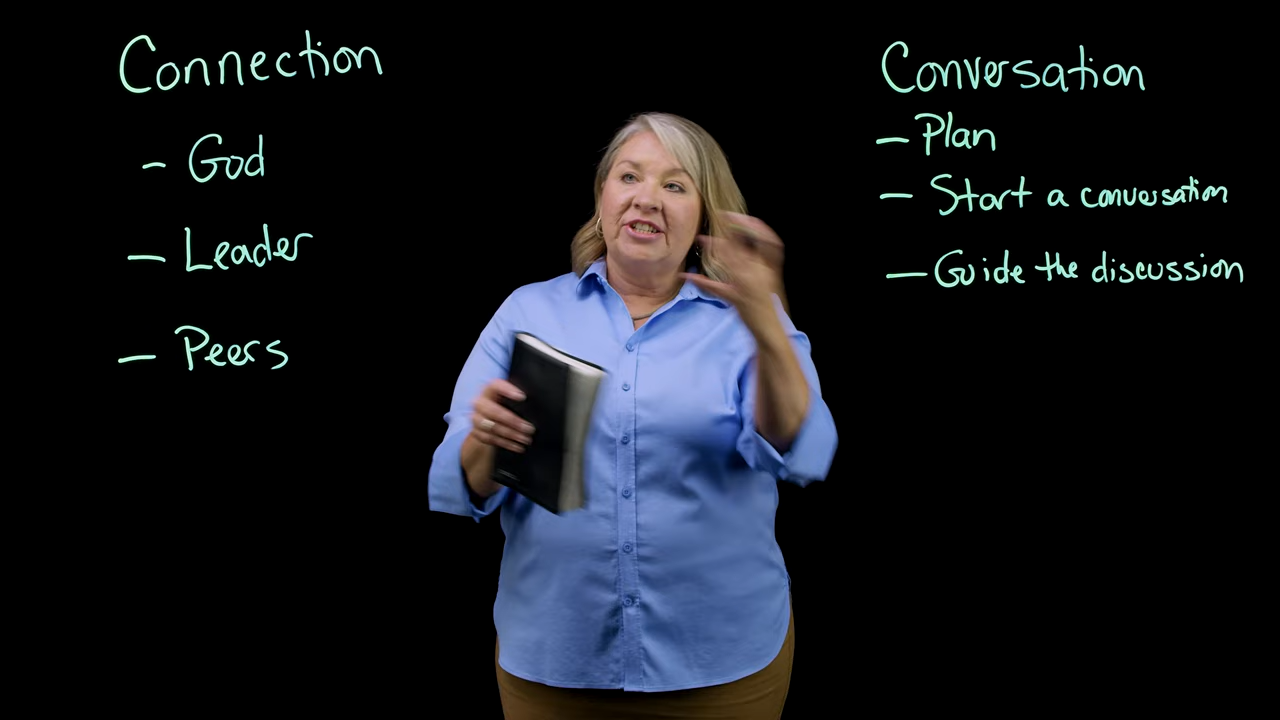 Connection
- God
- Leader
- Peers
Conversation
- Plan
- Start a conversation
- Guide the discussion